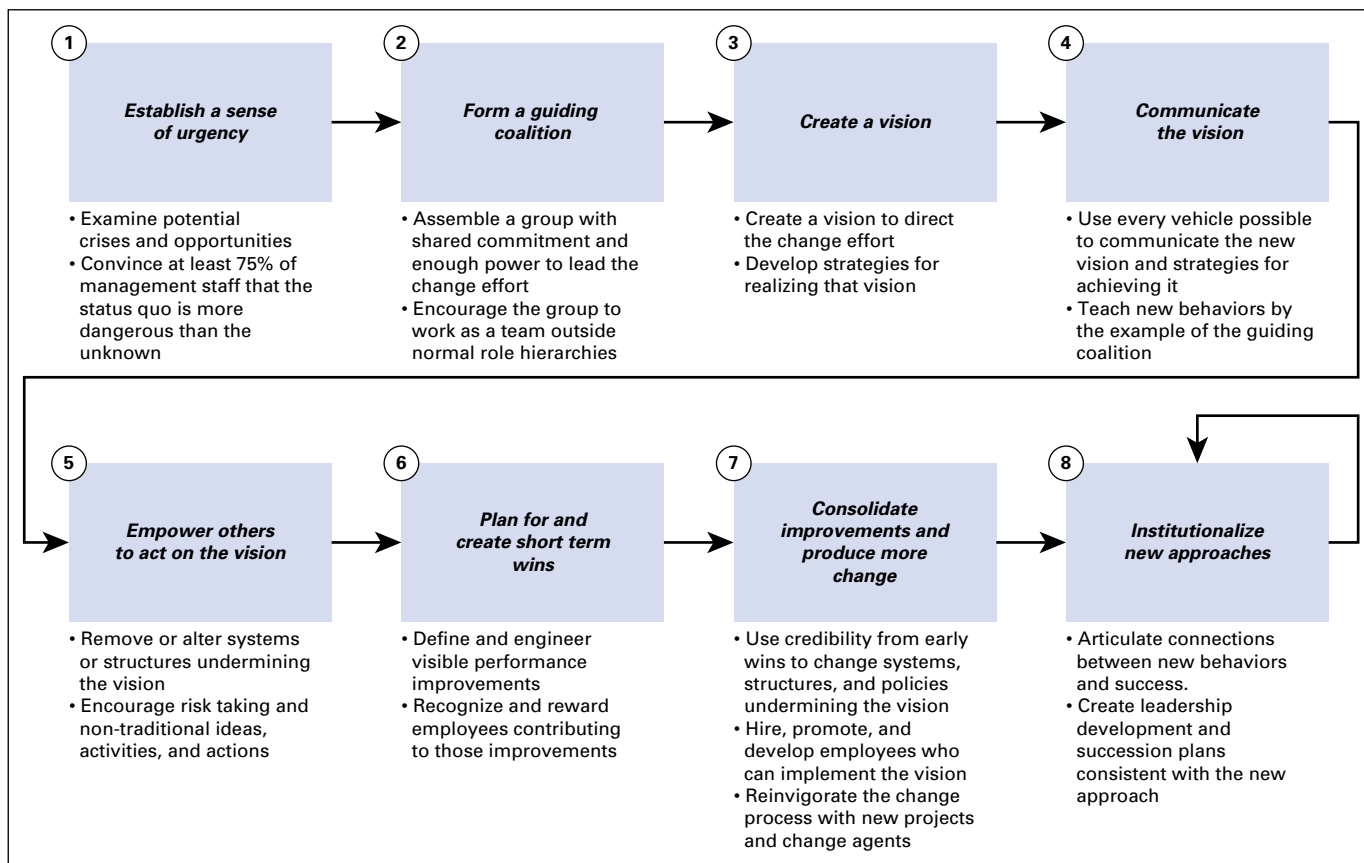 1
Establish a sense
of urgency
• Examine potential
crises and opportunities
• Convince at least 75% of
management staff that the
status quo is more
dangerous than the
unknown
2
Form a guiding
coalition
• Assemble a group with
shared commitment and
enough power to lead the
change effort
• Encourage the group to
work as a team outside
normal role hierarchies
3
Create a vision
• Create a vision to direct
the change effort
• Develop strategies for
realizing that vision
4
Communicate
the vision
• Use every vehicle possible
to communicate the new
vision and strategies for
achieving it
• Teach new behaviors by
the example of the guiding
coalition
5
Empower others
to act on the vision
• Remove or alter systems
or structures undermining
the vision
• Encourage risk taking and
non-traditional ideas,
activities, and actions
6
Plan for and
create short term
wins
• Define and engineer
visible performance
improvements
• Recognize and reward
employees contributing
to those improvements
7
Consolidate
improvements and
produce more
change
• Use credibility from early
wins to change systems,
structures, and policies
undermining the vision
• Hire, promote, and
develop employees who
can implement the vision
• Reinvigorate the change
process with new projects
and change agents
8
Institutionalize
new approaches
• Articulate connections
between new behaviors
and success.
• Create leadership
development and
succession plans
consistent with the new
approach